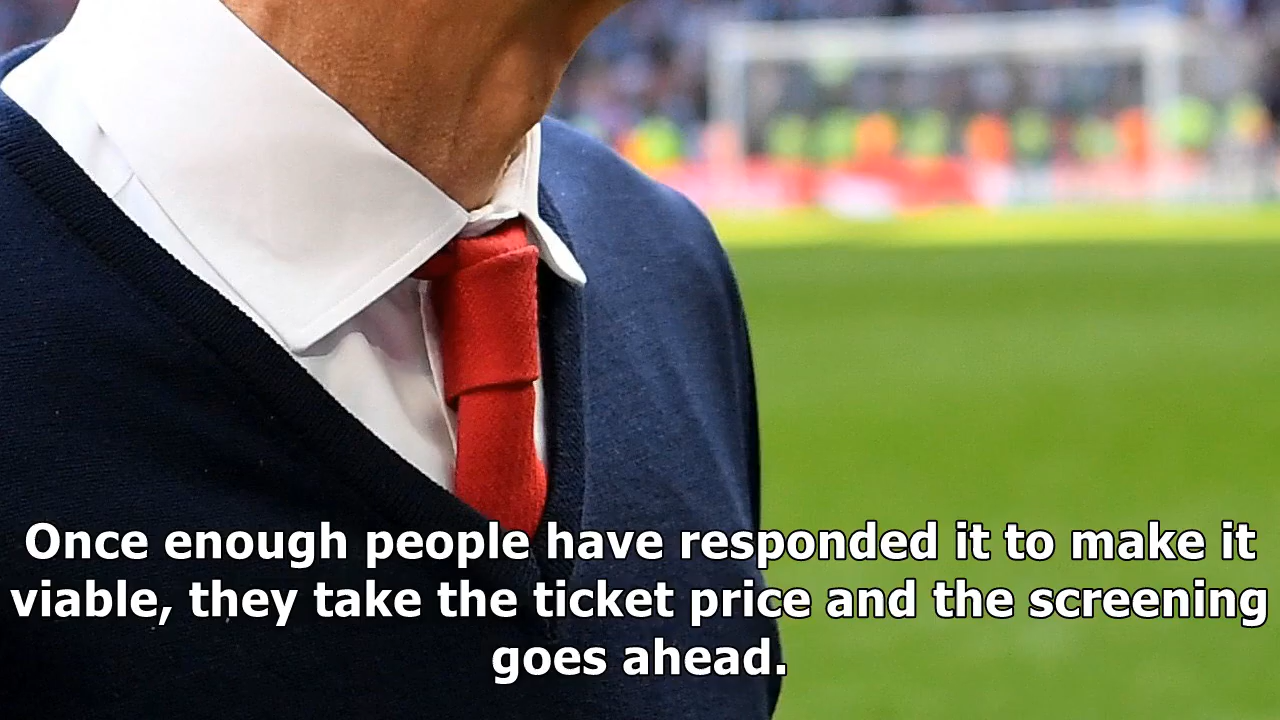 Once enough people have responded it to make it
viable, they take the ticket price and the screening
goes ahead.